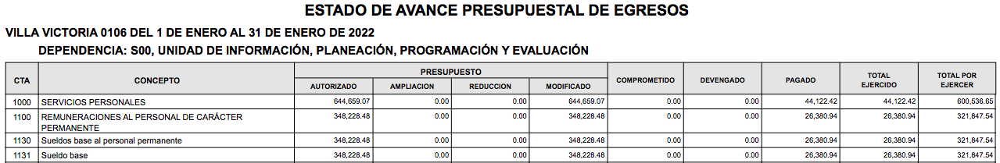 ESTADO DE AVANCE PRESUPUESTAL DE EGRESOS
VILLA VICTORIA 0106 DEL 1 DE ENERO AL 31 DE ENERO DE 2022
DEPENDENCIA: S00, UNIDAD DE INFORMACIÓN, PLANEACIÓN, PROGRAMACIÓN Y EVALUACIÓN
CTA CONCEPTO PRESUPUESTO COMPROMETIDO DEVENGADO PAGADO TOTAL EJERCIDO TOTAL POR EJERCER
AUTORIZADO AMPLIACION REDUCCION MODIFICADO
1000 SERVICIOS PERSONALES 644,659.07 0.00 0.00 644,659.07 0.00 0.00 44,122.42 44,122.42 600,536.65
1100 REMUNERACIONES AL PERSONAL DE CARÁCTER 348,228.48 0.00 0.00 348,228.48 0.00 0.00 26,380.94 26,380.94 321,847.54
PERMANENTE
1130 Sueldos base al personal permanente 348,228.48 0.00 0.00 348,228.48 0.00 0.00 26,380.94 26,380.94 321,847.54
1131 Sueldo base 348,228.48 0.00 0.00 348,228.48 0.00 0.00 26,380.94 26,380.94 321,847.54